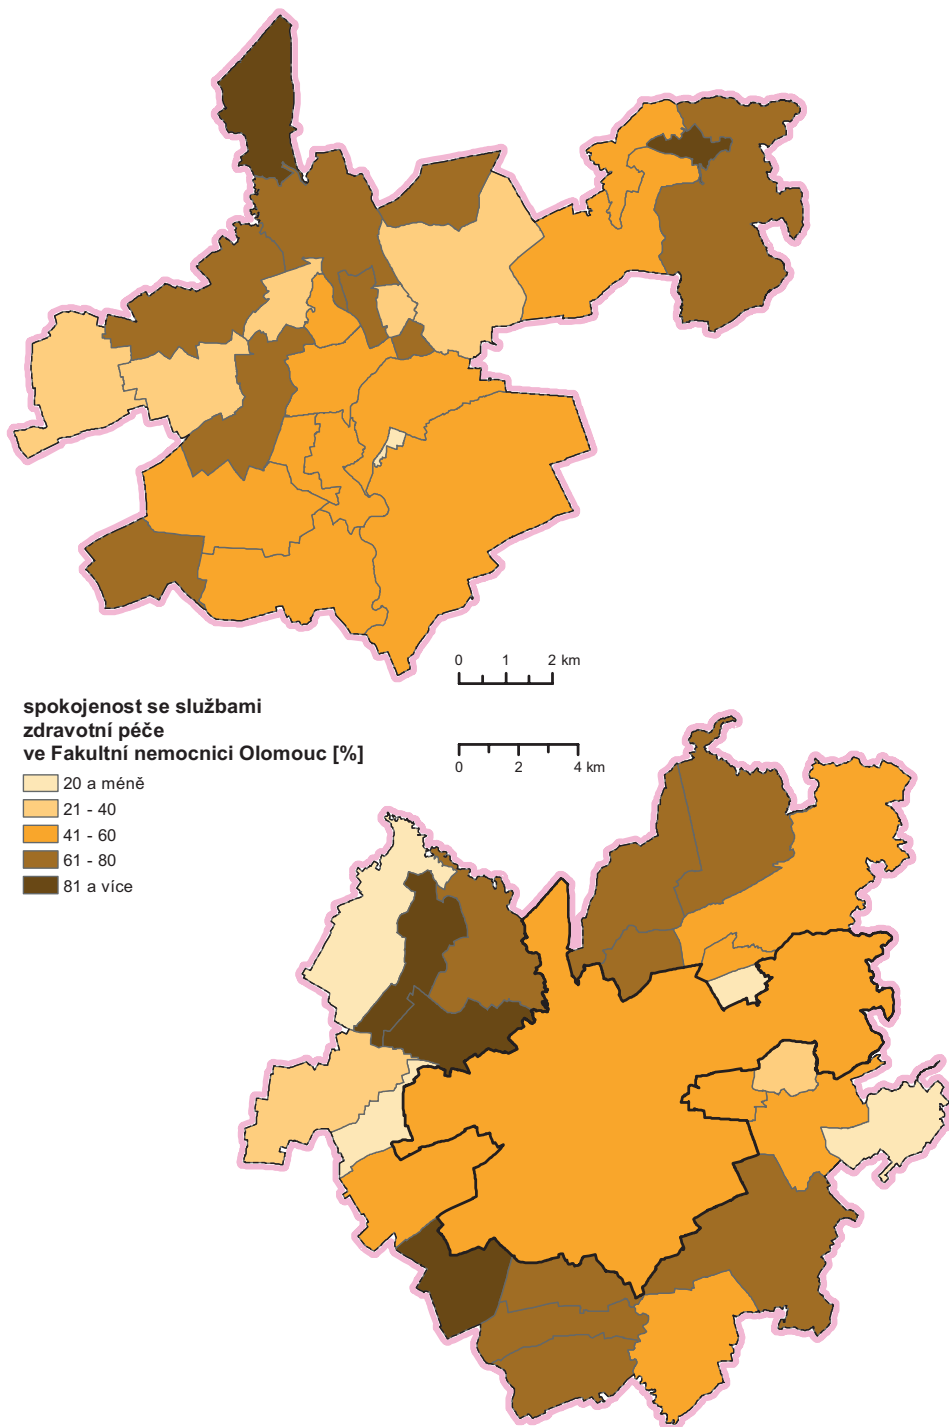 0 1 2 km
spokojenost se službami
zdravotní péče
ve Fakultní nemocnici Olomouc [%]
0 2 4 km
20 a méně
21 - 40
41 - 60
61 - 80
81 a více